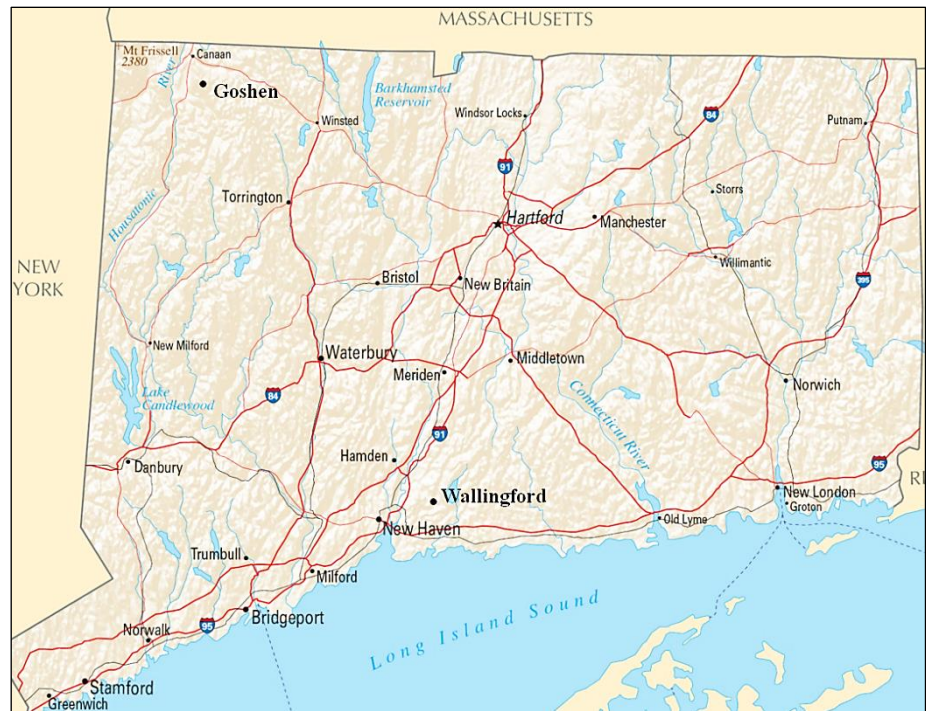 MASSACHUSETTS
Mt Frissell
2380
Canaan
River
Goshen
Barkhamsted
Reservoir
Winsted
Windsor Locks
84
Putnam
91
Storrs
Torrington
Housatonic
Hartford
Manchester
NEW
YORK
Willimantic
Bristol
New Britain
395
New Milford
Waterbury
Middletown
Meriden
Norwich
Lake
Candlewood
84
Connecticut River
91
Hamden
Danbury
95
RI
Wallingford
New London
Groton
New Haven
Old Lyme
Trumbull
Milford
Bridgeport
Long Island Sound
95
Norwalk
Stamford
Greenwich